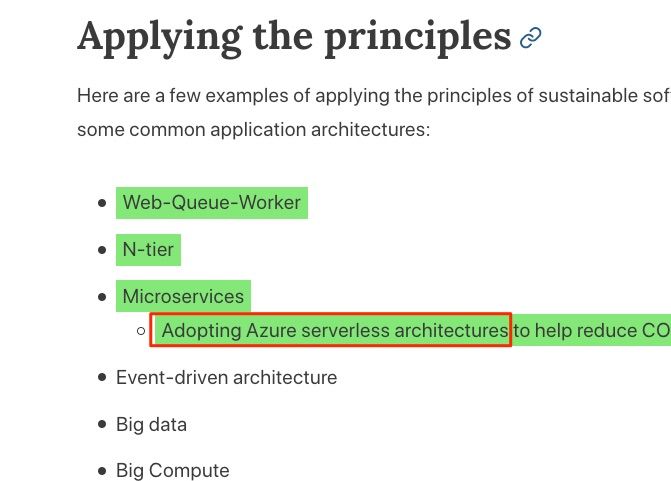 Applying the principles
Here are a few examples of applying the principles of sustainable sof
some common application architectures:
Web-Queue-Worker
N-tier
Microservices
Adopting Azure serverless architectures to help reduce CO
Event-driven architecture
Big data
Big Compute